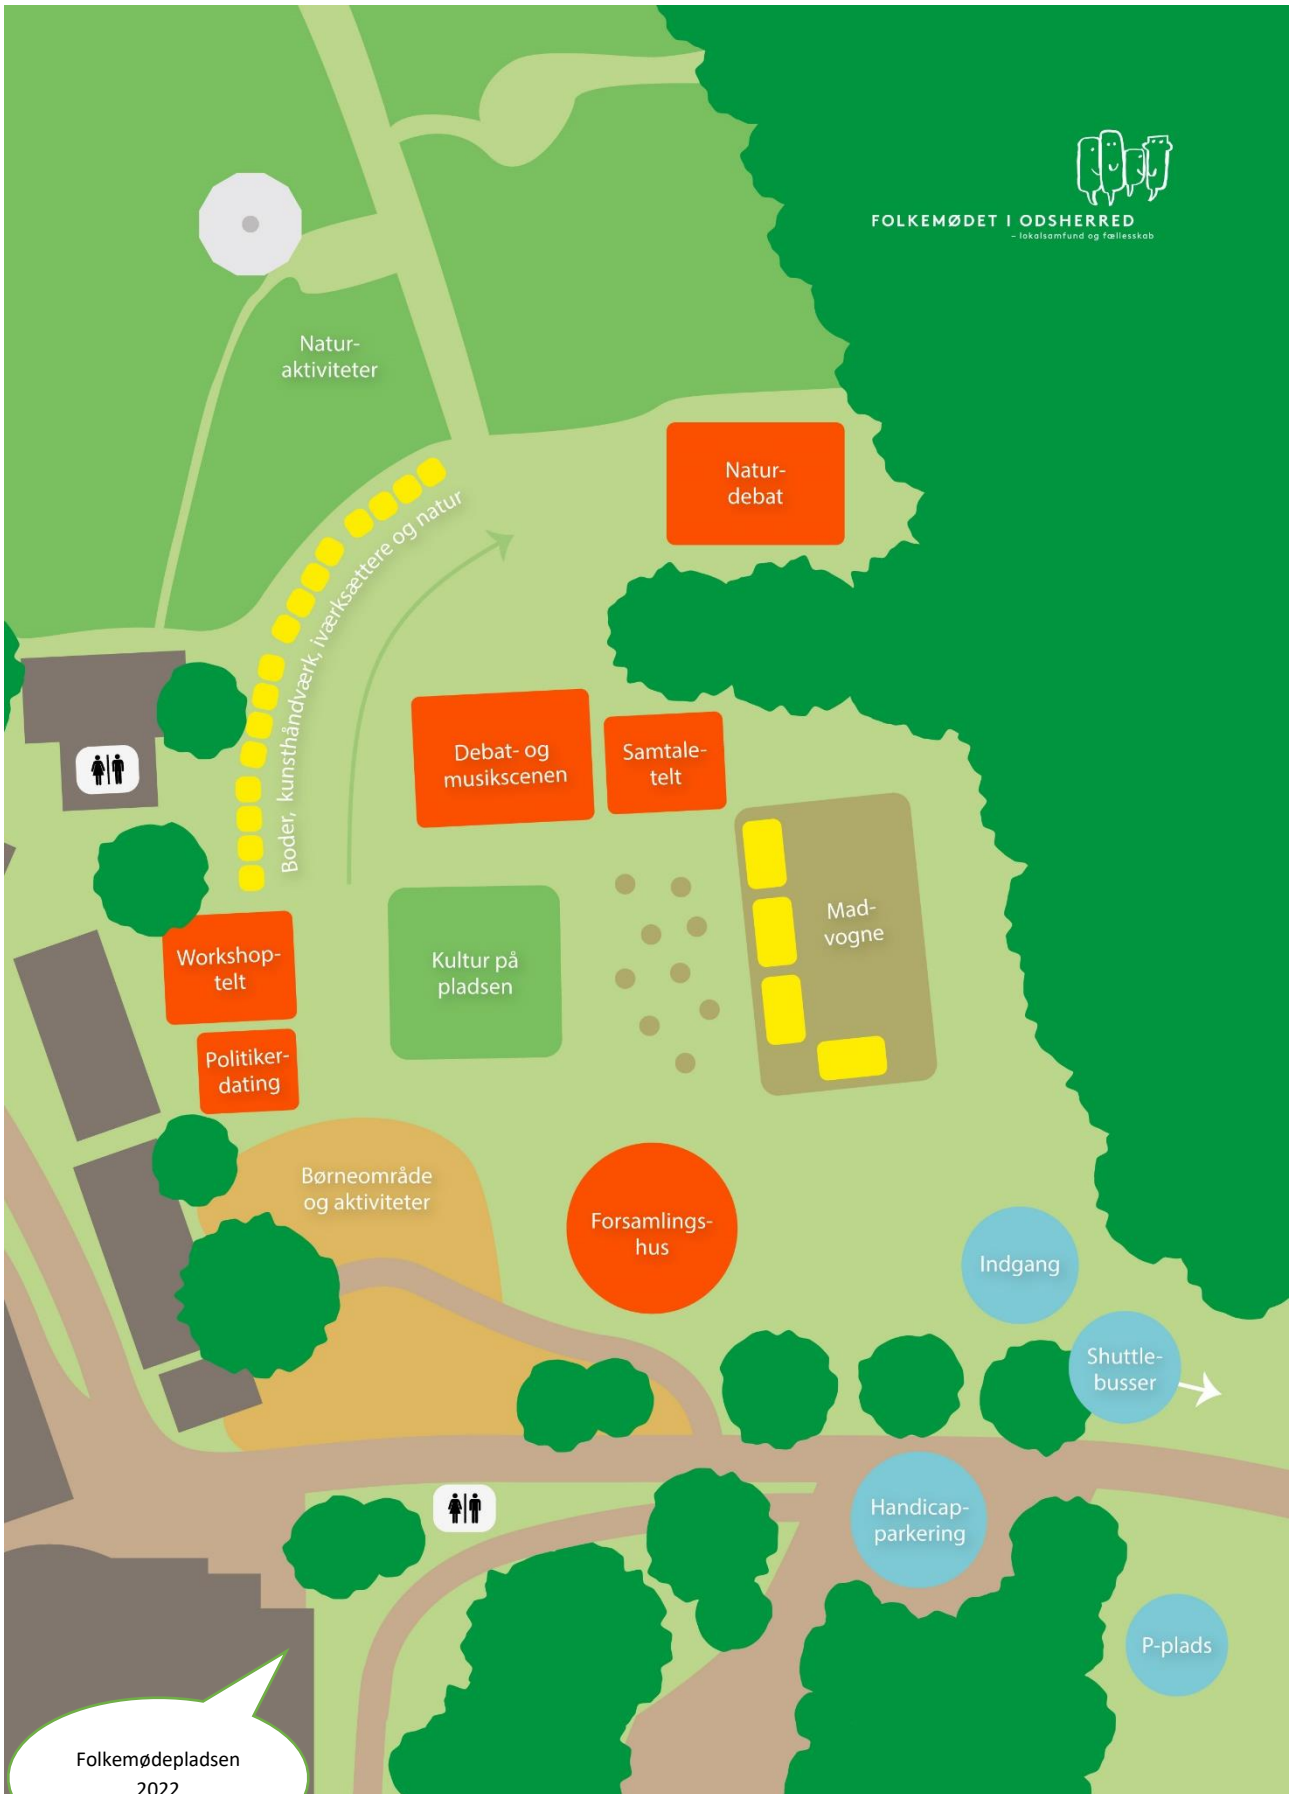 FOLKEMØDET I ODSHERRED
– lokalsamfund og fællesskab
Natur-
aktiviteter
Natur-
debat
Boder, kunsthåndværk, iværksættere og natur
Debat- og
musikscenen
Samtale-
telt
Mad-
vogne
Workshop-
telt
Kultur på
pladsen
Politiker-
dating
Børneområde
og aktiviteter
Forsamlings-
hus
Indgang
Shuttle-
busser
Handicap-
parkering
P-plads
Folkemødepladsen
2022